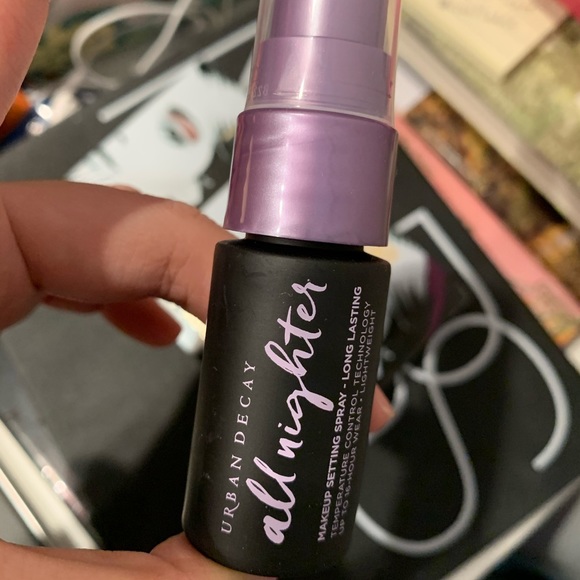 URBAN DECAY
all nighter
MAKEUP SETTING SPRAY - LONG LASTING
TEMPERATURE CONTROL TECHNOLOGY
UP TO 16-HOUR WEAR • LIGHTWEIGHT